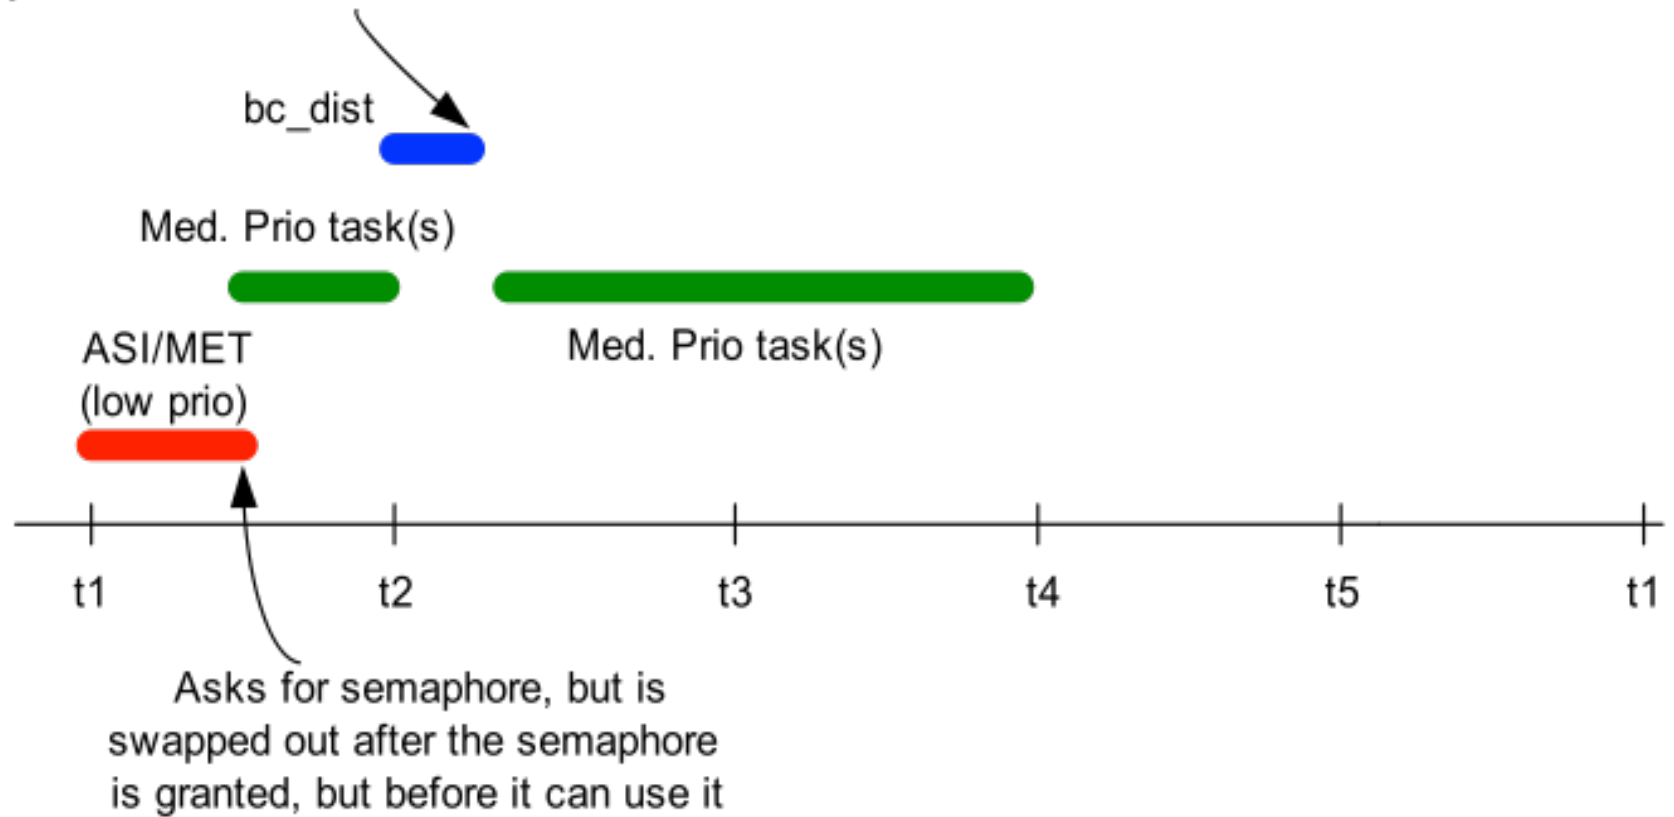 bc_dist
Med. Prio task(s)
ASI/MET
(low prio)
Med. Prio task(s)
t1 t2 t3 t4 t5 t1
Asks for semaphore, but is
swapped out after the semaphore
is granted, but before it can use it